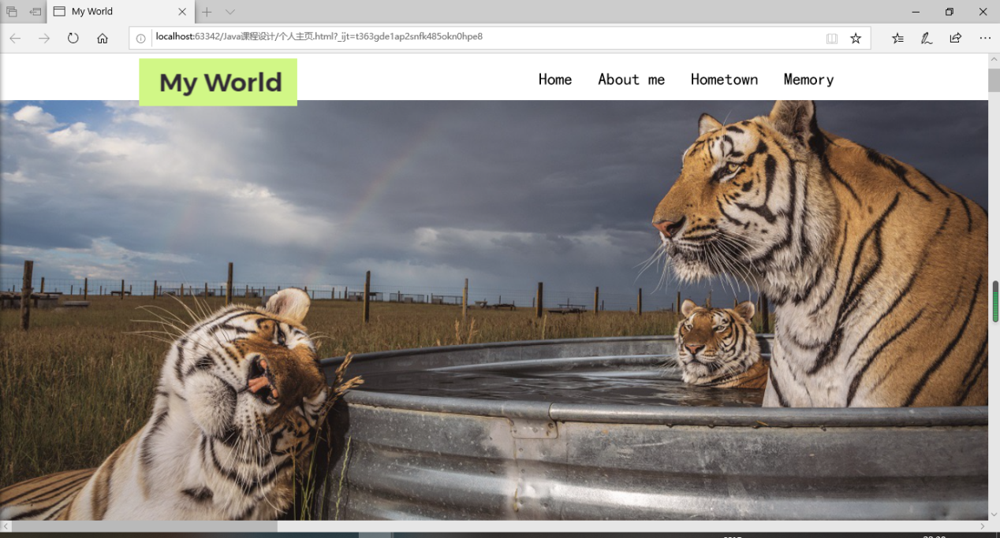 My World
localhost:63342/Java课程设计/个人主页.html?_ijt=t363gde1ap2snfk485okn0hpe8
My World
Home About me Hometown Memory